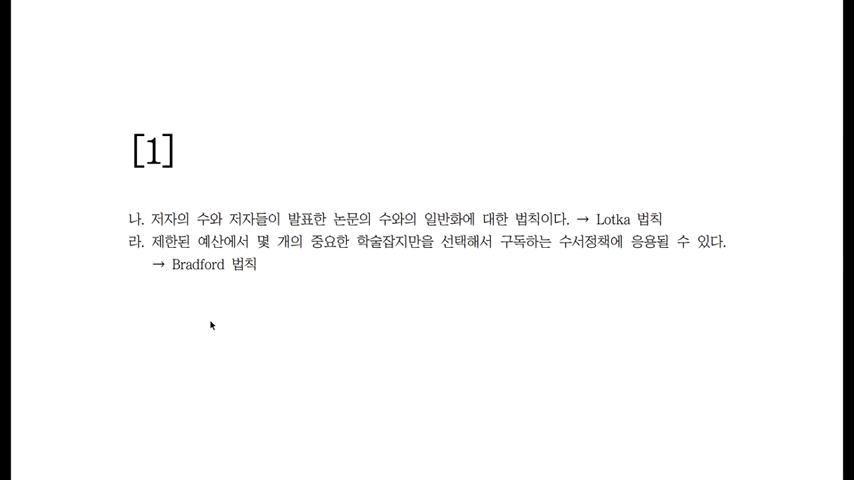 [1]
나. 저자의 수와 저자들이 발표한 논문의 수와의 일반화에 대한 법칙이다. → Lotka 법칙
라. 제한된 예산에서 몇 개의 중요한 학술잡지만을 선택해서 구독하는 수서정책에 응용될 수 있다.
→ Bradford 법칙